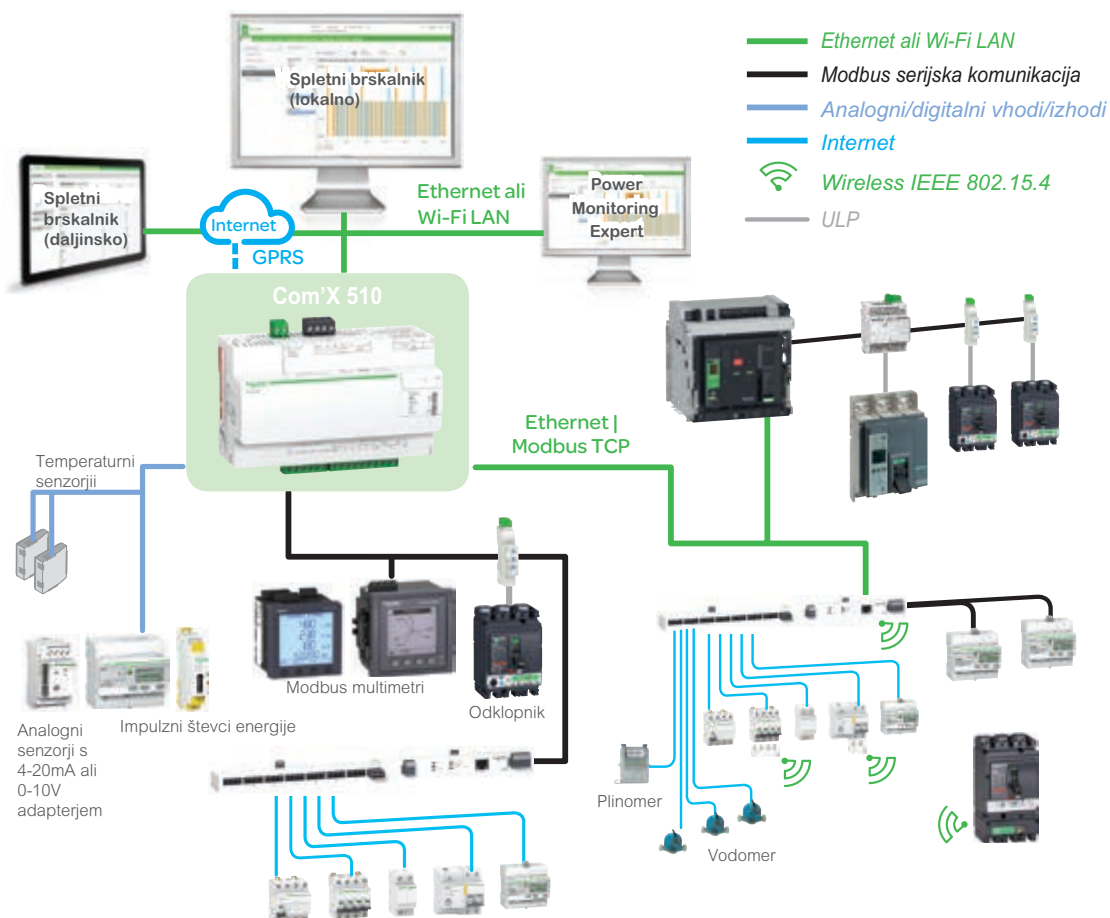 Spletni brskalnik
(lokalno)
Ethernet ali Wi-Fi LAN
Modbus serijska komunikacija
Analogni/digitalni vhodi/izhodi
Internet
Wireless IEEE 802.15.4
ULP
Spletni
brskalnik
(daljinsko)
Internet
GPRS
Ethernet ali
Wi-Fi LAN
Power
Monitoring
Expert
Com'X 510
Ethernet |
Modbus TCP
Temperaturni
senzorjii
Modbus multimetri
Odklopnik
Analogni
senzorji s
4-20mA ali
0-10V
adapterjem
Impulzni števci energije
Plinomer
Vodomer